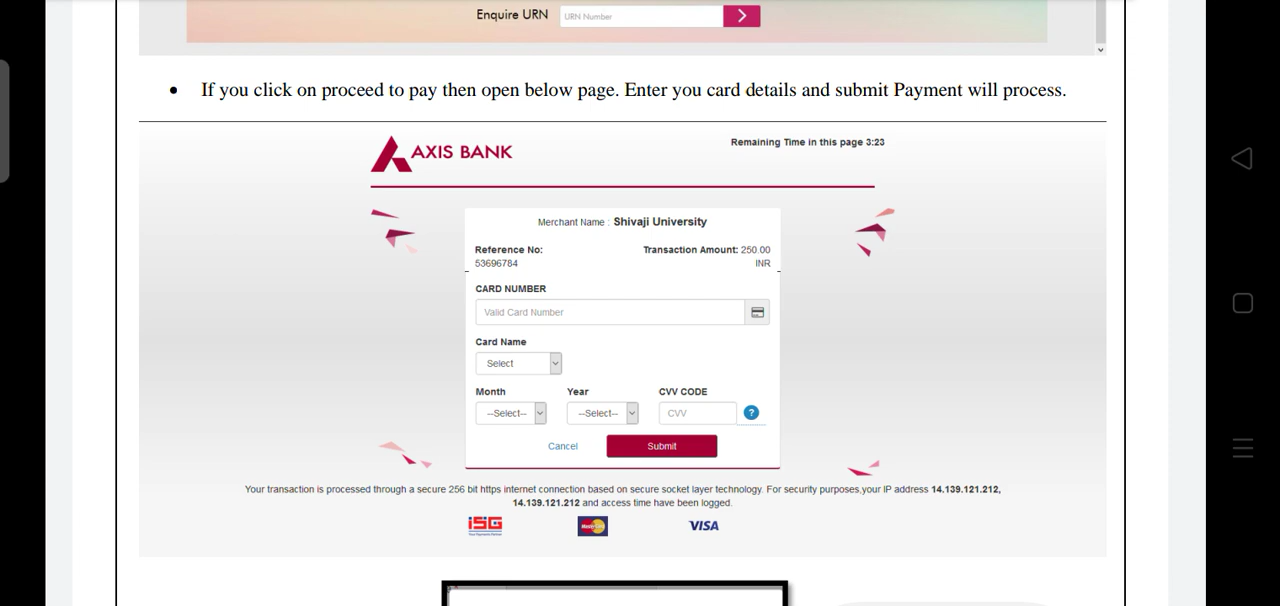 Enquire URN URN Number
• If you click on proceed to pay then open below page. Enter you card details and submit Payment will process.
AXIS BANK
Remaining Time in this page 3:23
Merchant Name : Shivaji University
Reference No: Transaction Amount: 250.00
53696784 INR
CARD NUMBER
Valid Card Number
Card Name
Select
Month Year CVV CODE
--Select-- --Select-- CVV ?
Cancel Submit
Your transaction is processed through a secure 256 bit https internet connection based on secure socket layer technology. For security purposes,your IP address 14.139.121.212,
14.139.121.212 and access time have been logged.
iSG MasterCard VISA
Your Payments Partner